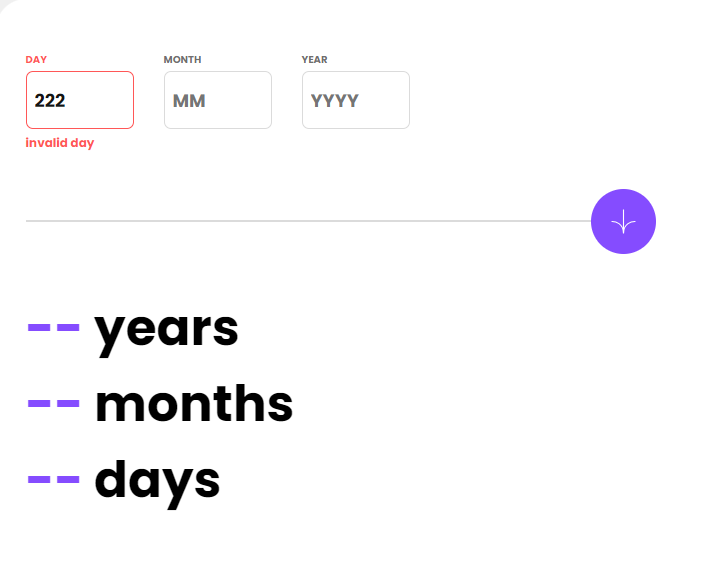 DAY MONTH YEAR
222 MM YYYY
invalid day
-- years
-- months
-- days